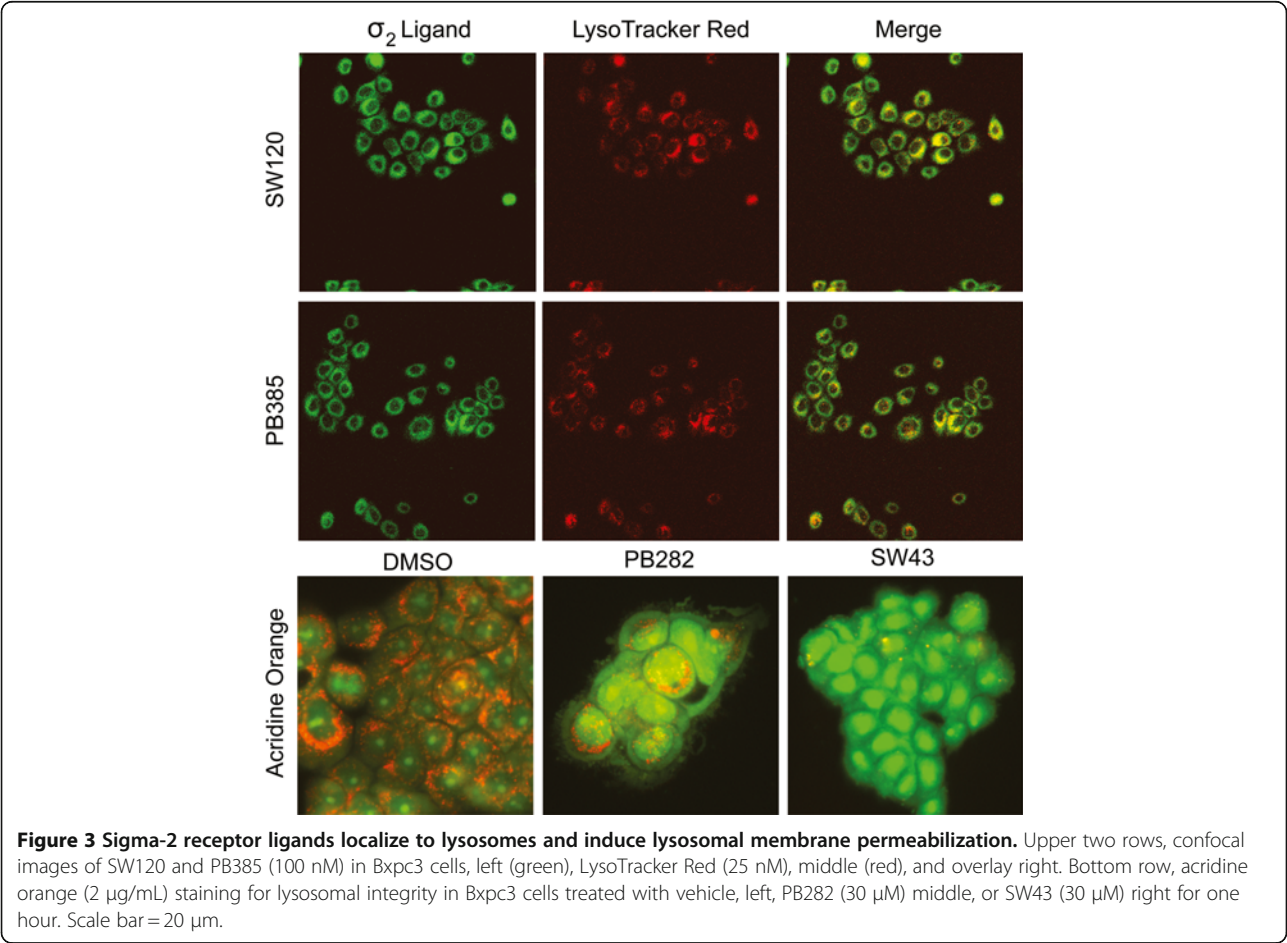 σ2 Ligand LysoTracker Red Merge
SW120
PB385
DMSO PB282 SW43
Acridine Orange
Figure 3 Sigma-2 receptor ligands localize to lysosomes and induce lysosomal membrane permeabilization. Upper two rows, confocal
images of SW120 and PB385 (100 nM) in Bxpc3 cells, left (green), LysoTracker Red (25 nM), middle (red), and overlay right. Bottom row, acridine
orange (2 μg/mL) staining for lysosomal integrity in Bxpc3 cells treated with vehicle, left, PB282 (30 μM) middle, or SW43 (30 μM) right for one
hour. Scale bar = 20 μm.